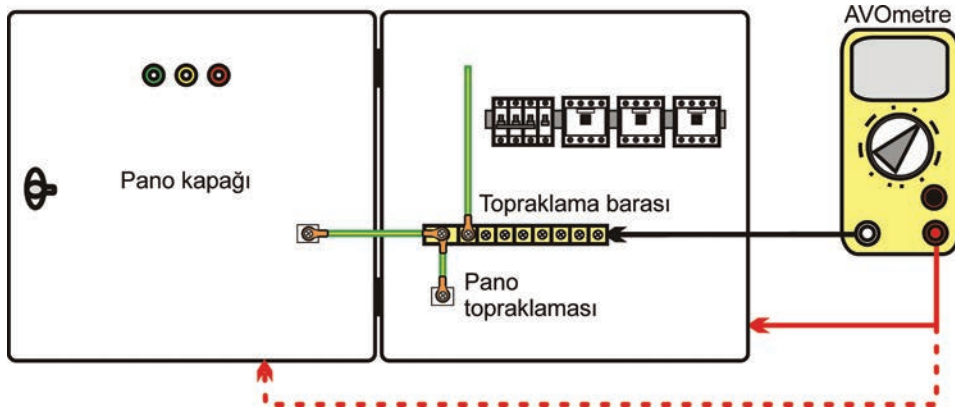 AVOmetre
Pano kapağı
Topraklama barası
Pano
topraklaması